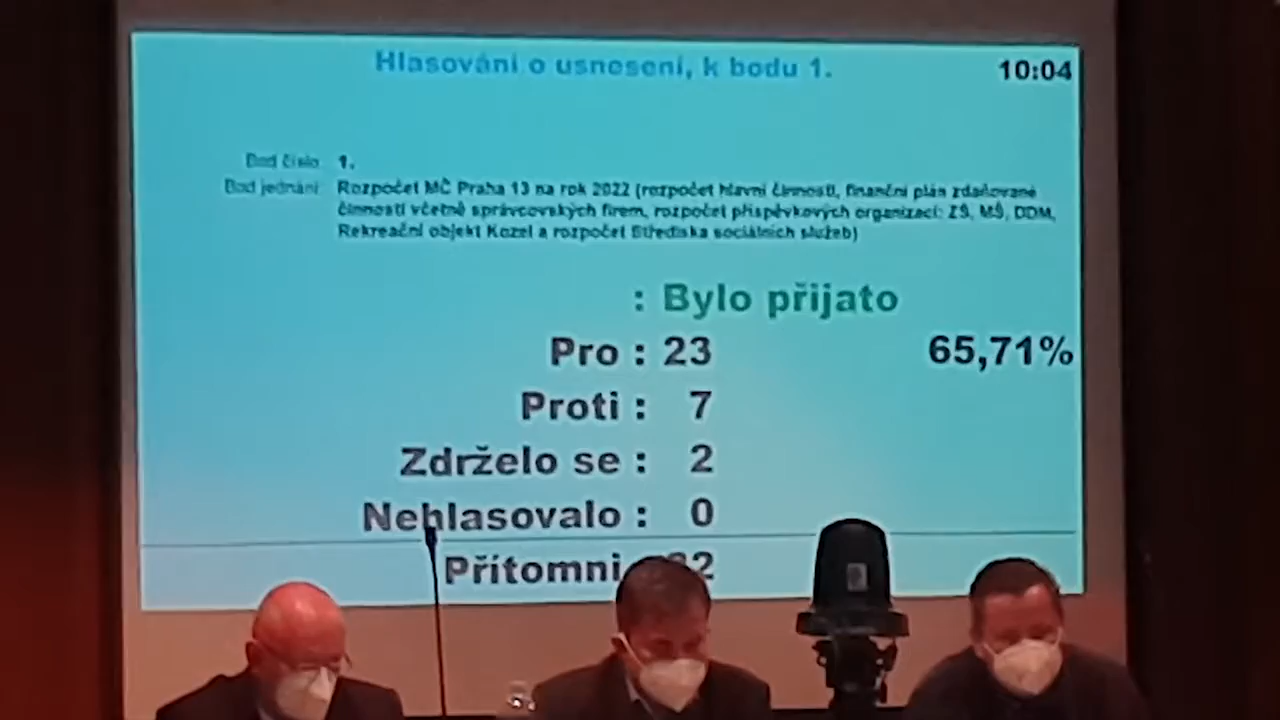 Hlasování o usnesení, k bodu 1.
10:04
Bod číslo: 1.
Bod jednání: Rozpočet MČ Praha 13 na rok 2022 (rozpočet hlavní činnosti, finanční plán zdaňované
činnosti včetně správcovských firem, rozpočet příspěvkových organizací: ZŠ, MŠ, DDM,
Rekreační objekt Kozel a rozpočet Střediska sociálních služeb)
: Bylo přijato
Pro : 23 65,71%
Proti : 7
Zdrželo se : 2
Nehlasovalo : 0
Přítomni